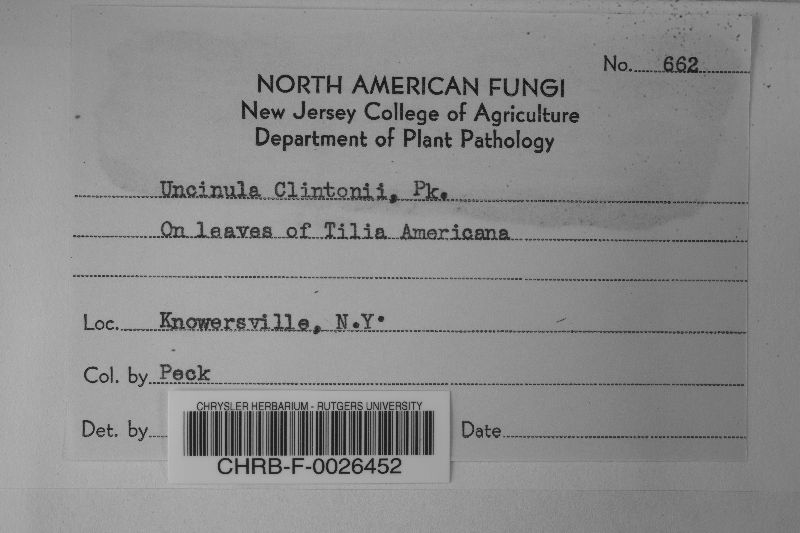 No. 662
NORTH AMERICAN FUNGI
New Jersey College of Agriculture
Department of Plant Pathology
Uncinula Clintonii, Pk.
On leaves of Tilia Americana
Loc. Knowersville, N.Y.
Col. by Peck
Det. by
Date
CHRYSLER HERBARIUM - RUTGERS UNIVERSITY
CHRB-F-0026452